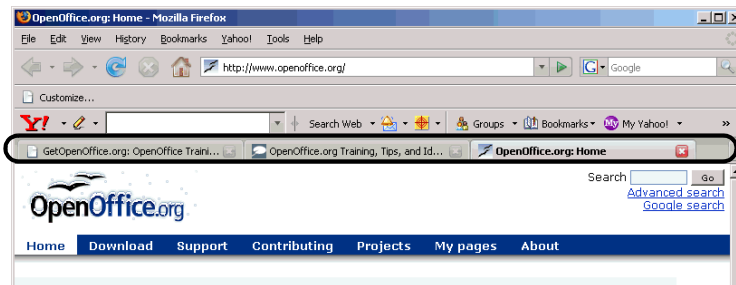 OpenOffice.org: Home - Mozilla Firefox
File Edit View History Bookmarks Yahoo! Tools Help
http://www.openoffice.org/ G Google
Customize...
Y! Search Web Groups Bookmarks My My Yahoo! »
GetOpenOffice.org: OpenOffice Traini... OpenOffice.org Training, Tips, and Id... OpenOffice.org: Home
Search Go
Advanced search
Google search
OpenOffice.org
Home Download Support Contributing Projects My pages About